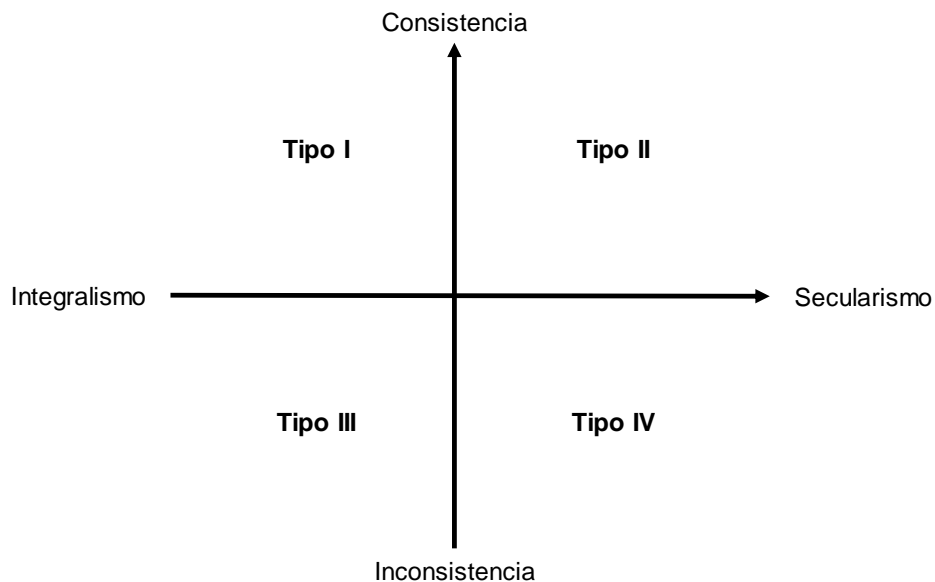 Consistencia
Tipo I
Tipo II
Integralismo
Secularismo
Tipo III
Tipo IV
Inconsistencia